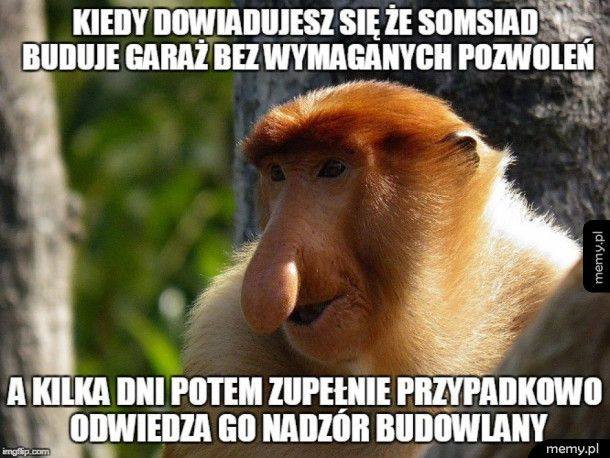 KIEDY DOWIADUJESZ SIĘ ŻE SOMSIAD
BUDUJE GARAŻ BEZ WYMAGANYCH POZWOLEŃ
memy.pl
A KILKA DNI POTEM ZUPEŁNIE PRZYPADKOWO
ODWIEDZA GO NADZÓR BUDOWLANY
imgflip.com
memy.pl